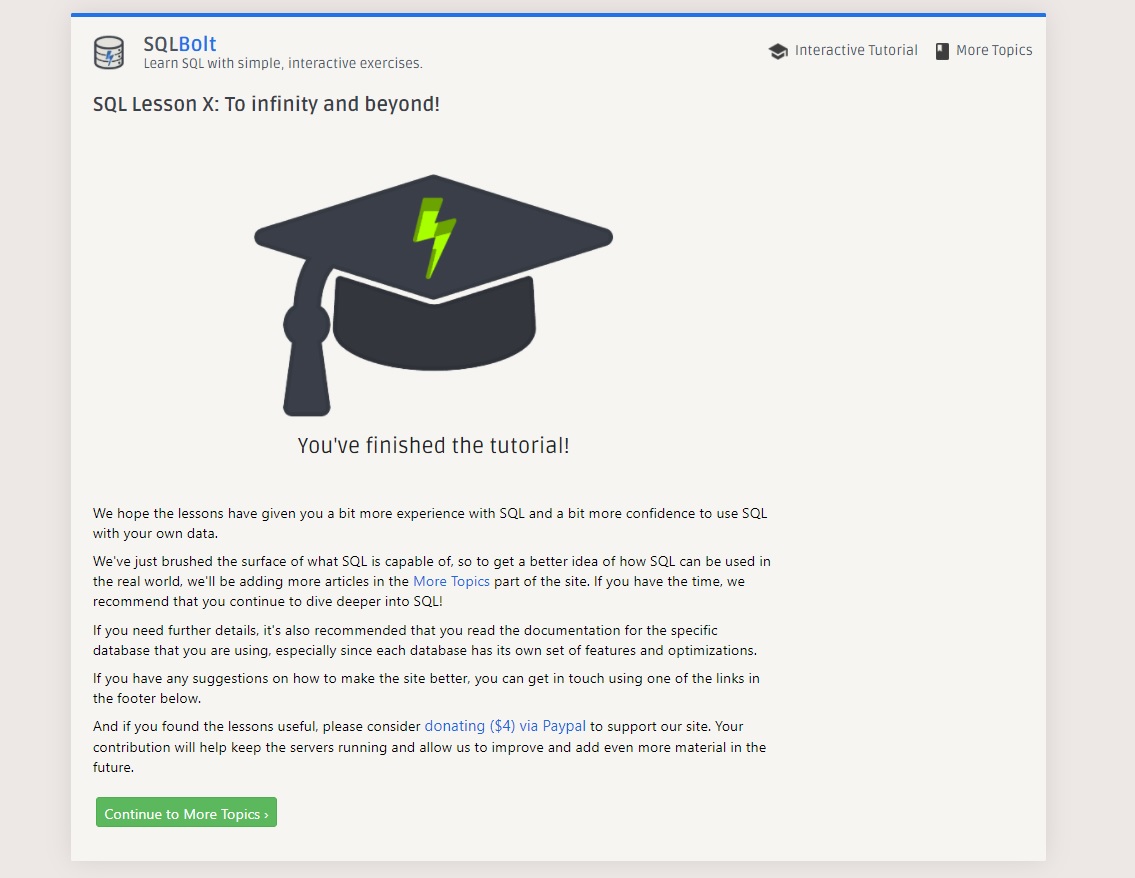 SQLBolt
Learn SQL with simple, interactive exercises.
Interactive Tutorial
More Topics
SQL Lesson X: To infinity and beyond!
You've finished the tutorial!
We hope the lessons have given you a bit more experience with SQL and a bit more confidence to use SQL
with your own data.
We've just brushed the surface of what SQL is capable of, so to get a better idea of how SQL can be used in
the real world, we'll be adding more articles in the More Topics part of the site. If you have the time, we
recommend that you continue to dive deeper into SQL!
If you need further details, it's also recommended that you read the documentation for the specific
database that you are using, especially since each database has its own set of features and optimizations.
If you have any suggestions on how to make the site better, you can get in touch using one of the links in
the footer below.
And if you found the lessons useful, please consider donating ($4) via Paypal to support our site. Your
contribution will help keep the servers running and allow us to improve and add even more material in the
future.
Continue to More Topics ›